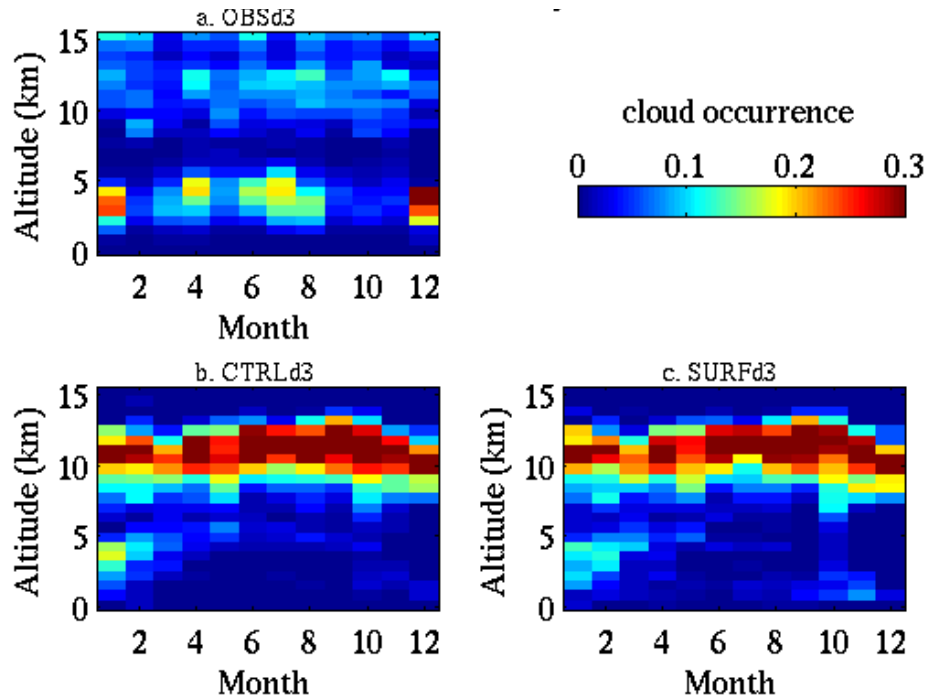 a. OBSd3
15
10
5
0
Altitude (km)
2 4 6 8 10 12
Month
cloud occurrence
0 0.1 0.2 0.3
b. CTRLd3
15
10
5
0
Altitude (km)
2 4 6 8 10 12
Month
c. SURFd3
15
10
5
0
Altitude (km)
2 4 6 8 10 12
Month